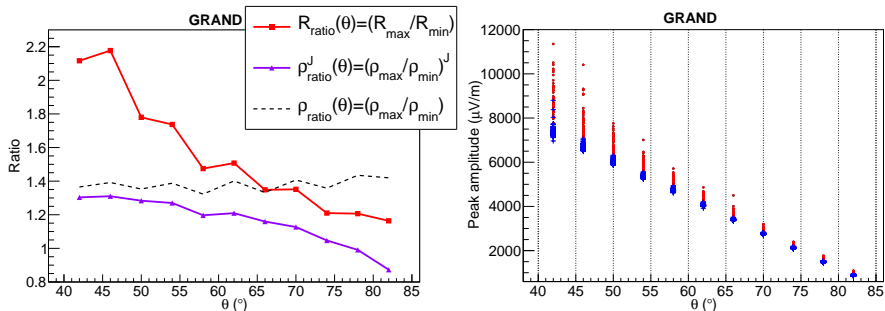 GRAND
R_ratio(θ)=(R_max/R_min)
ρ^J_ratio(θ)=(ρ_max/ρ_min)^J
ρ_ratio(θ)=(ρ_max/ρ_min)
Ratio
2.2
2
1.8
1.6
1.4
1.2
1
0.8
40 45 50 55 60 65 70 75 80 85
θ (°)
GRAND
Peak amplitude (μV/m)
12000
10000
8000
6000
4000
2000
40 45 50 55 60 65 70 75 80 85
θ (°)